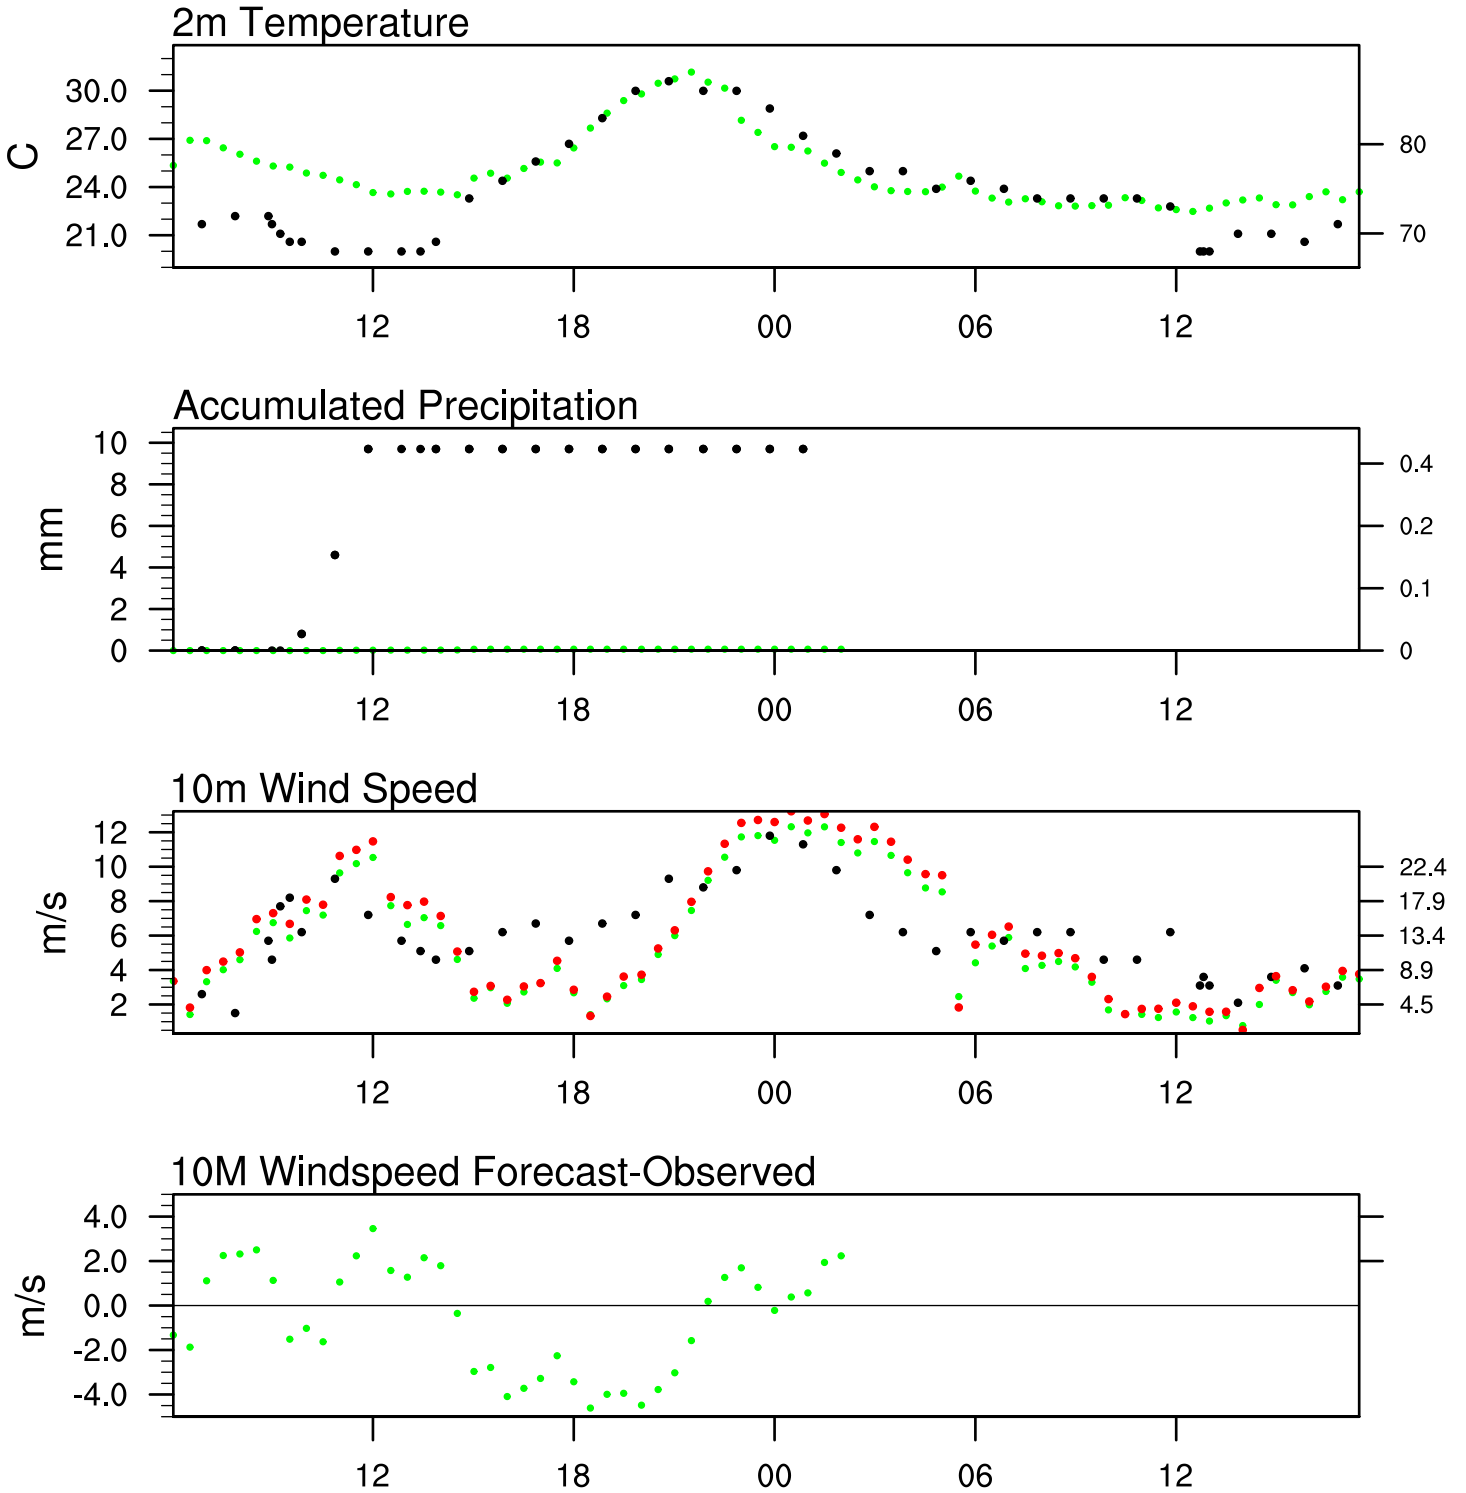 2m Temperature
30.0
27.0
24.0
21.0
C
80
70
12 18 00 06 12
Accumulated Precipitation
10
8
6
4
2
0
mm
0.4
0.2
0.1
0
12 18 00 06 12
10m Wind Speed
12
10
8
6
4
2
m/s
22.4
17.9
13.4
8.9
4.5
12 18 00 06 12
10M Windspeed Forecast-Observed
4.0
2.0
0.0
-2.0
-4.0
m/s
12 18 00 06 12